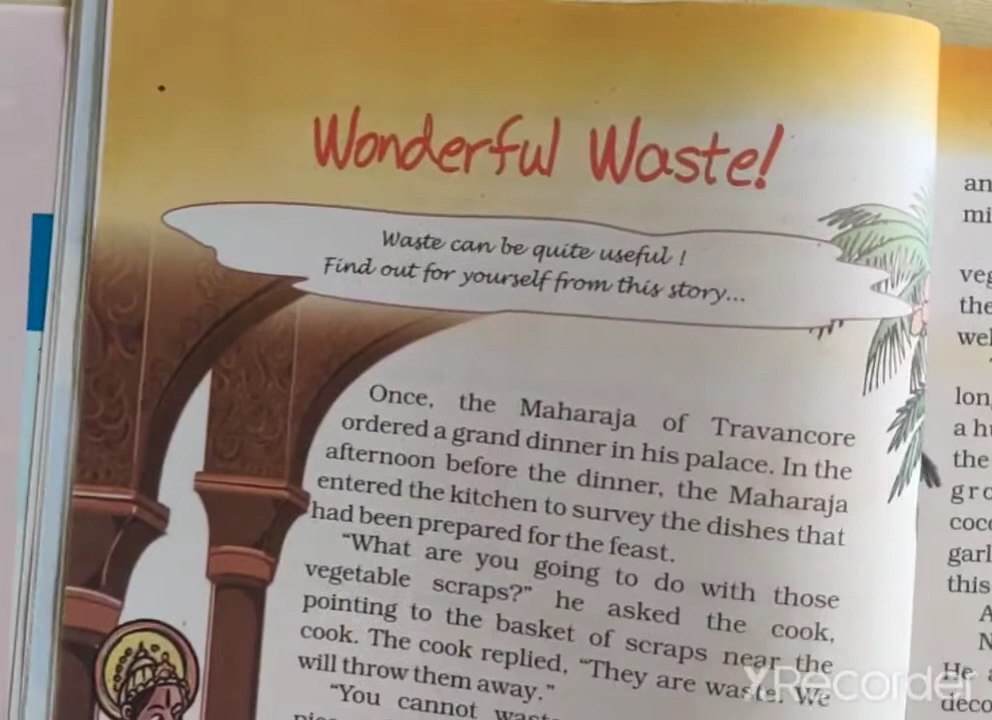 Wonderful Waste!
Waste can be quite useful !
Find out for yourself from this story...
Once, the Maharaja of Travancore
ordered a grand dinner in his palace. In the
afternoon before the dinner, the Maharaja
entered the kitchen to survey the dishes that
had been prepared for the feast.
"What are you going to do with those
vegetable scraps?" he asked the cook,
pointing to the basket of scraps near the
cook. The cook replied, "They are waste. We
will throw them away."
"You cannot
an
mi
veg
the
wel
lon
a hu
the
gro
coco
garl
this
A
N
He a
deco
XRecorder